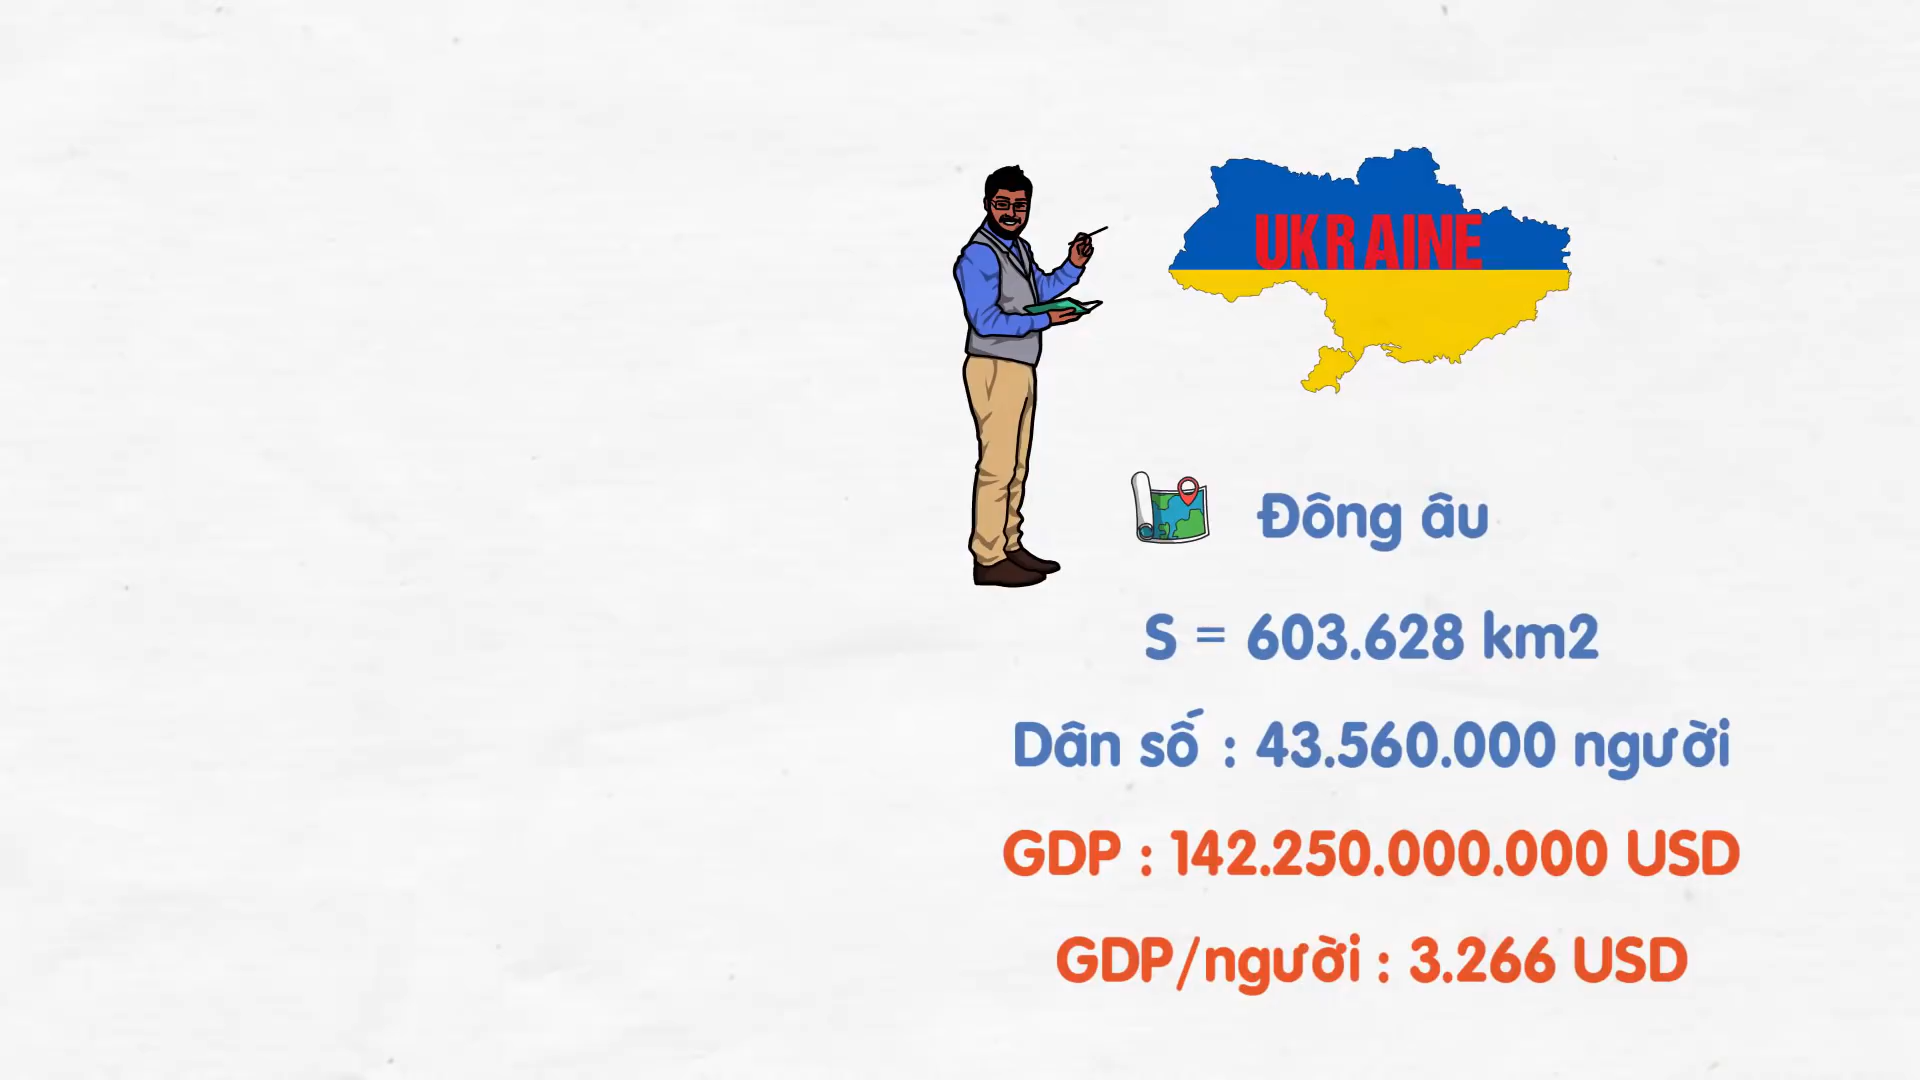 UKRAINE
Đông âu
S = 603.628 km2
Dân số : 43.560.000 người
GDP : 142.250.000.000 USD
GDP/người : 3.266 USD